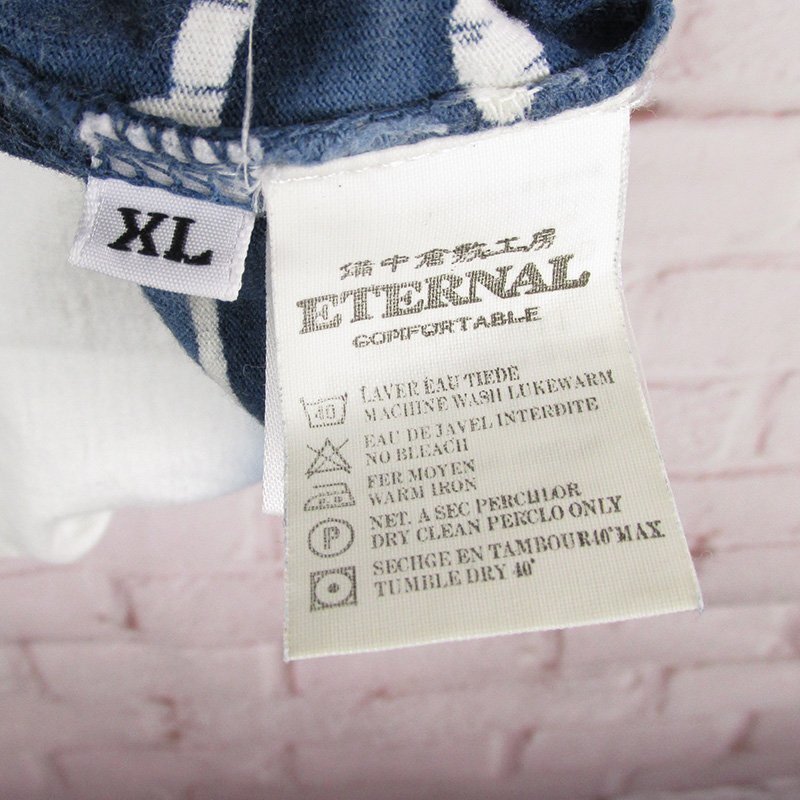 XL
備中倉敷工房
ETERNAL
COMFORTABLE
40
LAVER EAU TIEDE
MACHINE WASH LUKEWARM
EAU DE JAVEL INTERDITE
NO BLEACH
FER MOYEN
WARM IRON
P
NET. A SEC PERCHLOR
DRY CLEAN PERCLO ONLY
SECHGE EN TAMBOUR40°MAX
TUMBLE DRY 40°